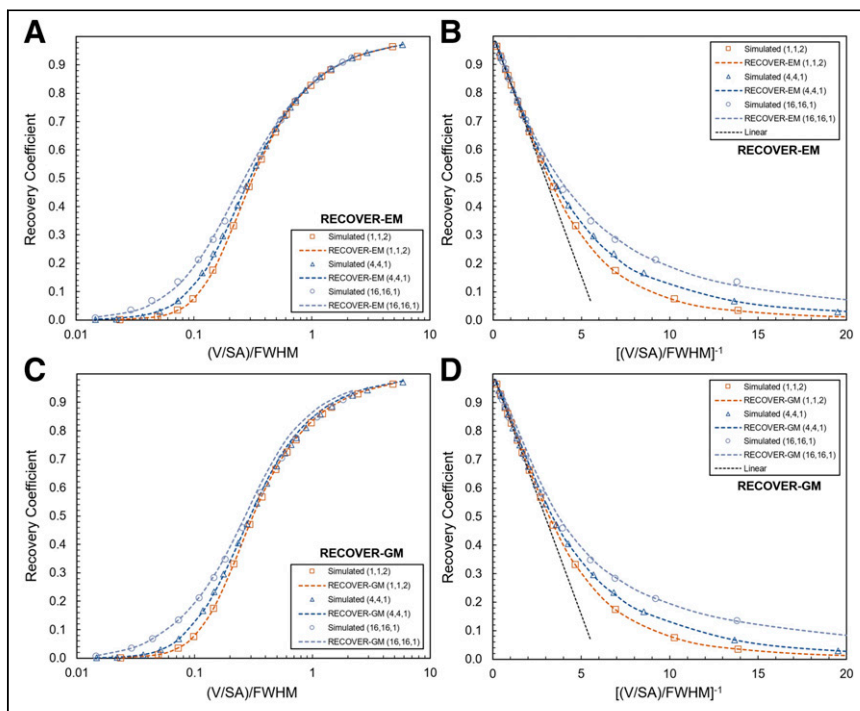 A
Recovery Coefficient
0.9
0.8
0.7
0.6
0.5
0.4
0.3
0.2
0.1
0.0
0.01
0.1
1
10
(V/SA)/FWHM
RECOVER-EM
Simulated (1,1,2)
RECOVER-EM (1,1,2)
Simulated (4,4,1)
RECOVER-EM (4,4,1)
Simulated (16,16,1)
RECOVER-EM (16,16,1)
B
Recovery Coefficient
0.9
0.8
0.7
0.6
0.5
0.4
0.3
0.2
0.1
0.0
0
5
10
15
20
[(V/SA)/FWHM]-1
Simulated (1,1,2)
RECOVER-EM (1,1,2)
Simulated (4,4,1)
RECOVER-EM (4,4,1)
Simulated (16,16,1)
RECOVER-EM (16,16,1)
Linear
RECOVER-EM
C
Recovery Coefficient
0.9
0.8
0.7
0.6
0.5
0.4
0.3
0.2
0.1
0.0
0.01
0.1
1
10
(V/SA)/FWHM
RECOVER-GM
Simulated (1,1,2)
RECOVER-GM (1,1,2)
Simulated (4,4,1)
RECOVER-GM (4,4,1)
Simulated (16,16,1)
RECOVER-GM (16,16,1)
D
Recovery Coefficient
0.9
0.8
0.7
0.6
0.5
0.4
0.3
0.2
0.1
0.0
0
5
10
15
20
[(V/SA)/FWHM]-1
Simulated (1,1,2)
RECOVER-GM (1,1,2)
Simulated (4,4,1)
RECOVER-GM (4,4,1)
Simulated (16,16,1)
RECOVER-GM (16,16,1)
Linear
RECOVER-GM